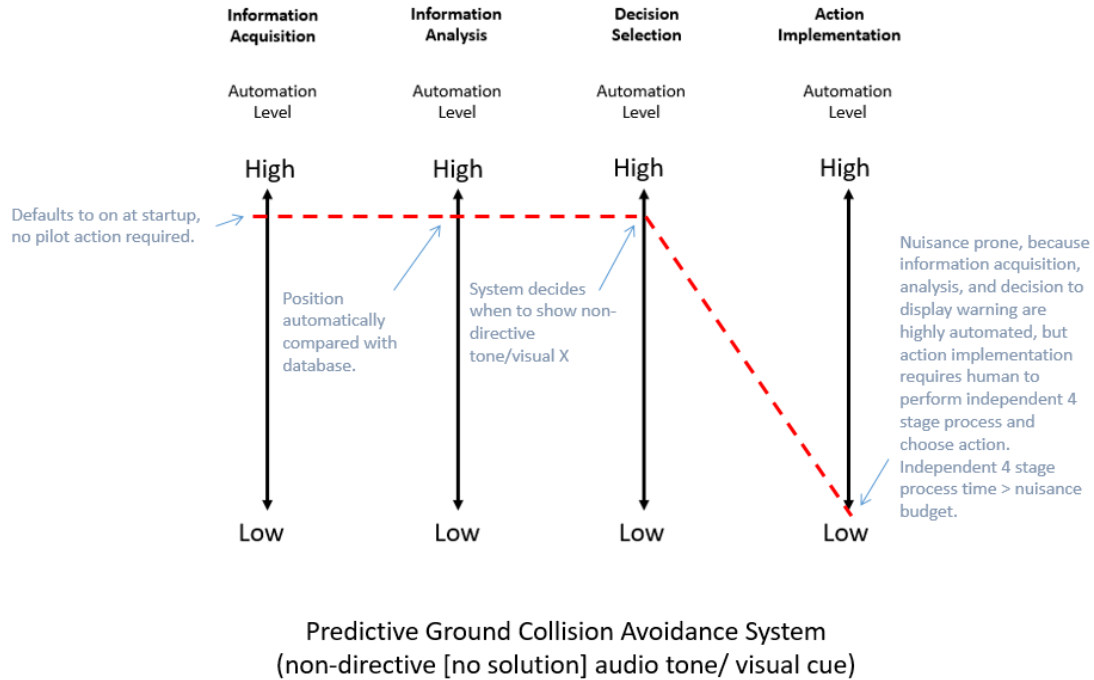 Information
Acquisition
Information
Analysis
Decision
Selection
Action
Implementation
Automation
Level
Automation
Level
Automation
Level
Automation
Level
High
High
High
High
Defaults to on at startup,
no pilot action required.
Position
automatically
compared with
database.
System decides
when to show non-
directive
tone/visual X
Nuisance prone, because
information acquisition,
analysis, and decision to
display warning are
highly automated, but
action implementation
requires human to
perform independent 4
stage process and
choose action.
Independent 4 stage
process time > nuisance
budget.
Low
Low
Low
Low
Predictive Ground Collision Avoidance System
(non-directive [no solution] audio tone/ visual cue)